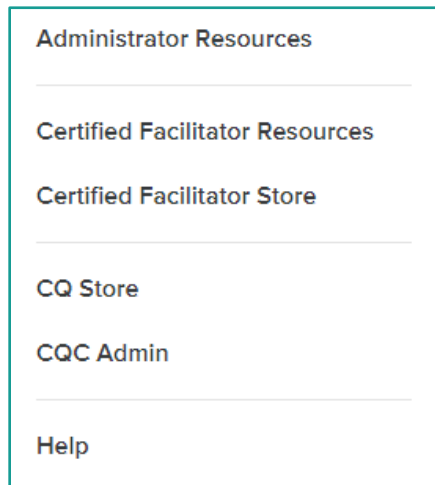 Administrator Resources
Certified Facilitator Resources
Certified Facilitator Store
CQ Store
CQC Admin
Help